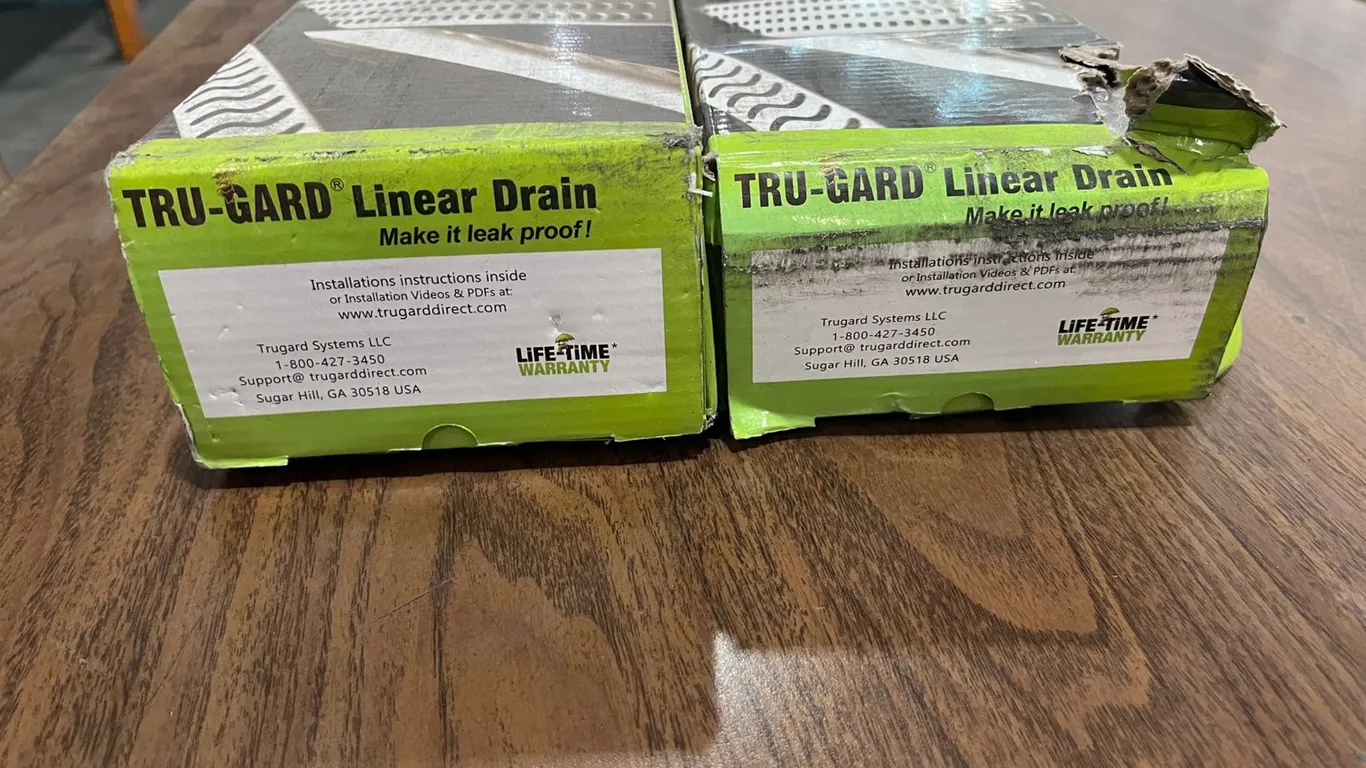 TRU-GARD® Linear Drain
Make it leak proof!
Installations instructions inside
or Installation Videos & PDFs at:
www.trugarddirect.com
Trugard Systems LLC
1-800-427-3450
Support@ trugarddirect.com
Sugar Hill, GA 30518 USA
LiFE-TiME*
WARRANTY
TRU-GARD® Linear Drain
Make it leak proof!
Installations instructions inside
or Installation Videos & PDFs at:
www.trugarddirect.com
Trugard Systems LLC
1-800-427-3450
Support@ trugarddirect.com
Sugar Hill, GA 30518 USA
LiFE-TiME*
WARRANTY